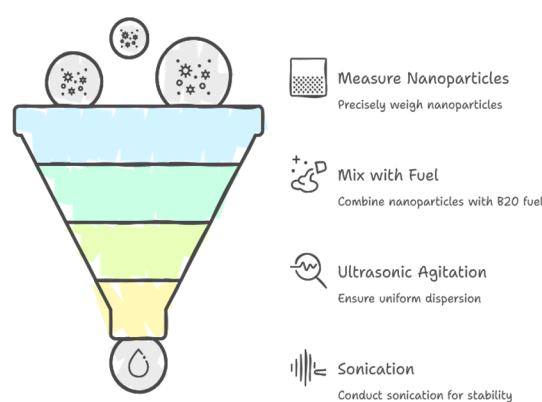 Measure Nanoparticles
Precisely weigh nanoparticles
Mix with Fuel
Combine nanoparticles with B20 fuel
Ultrasonic Agitation
Ensure uniform dispersion
Sonication
Conduct sonication for stability